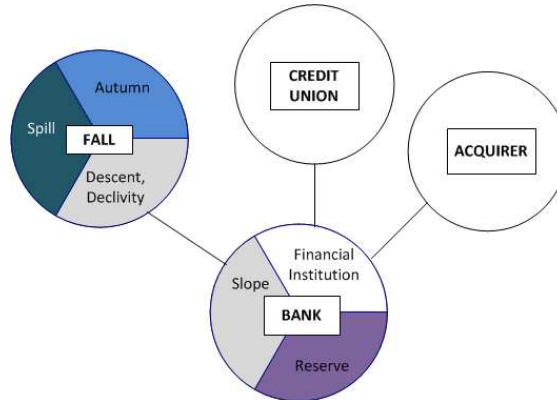 Autumn
Spill
FALL
Descent,
Declivity
CREDIT
UNION
ACQUIRER
Financial
Institution
Slope
BANK
Reserve